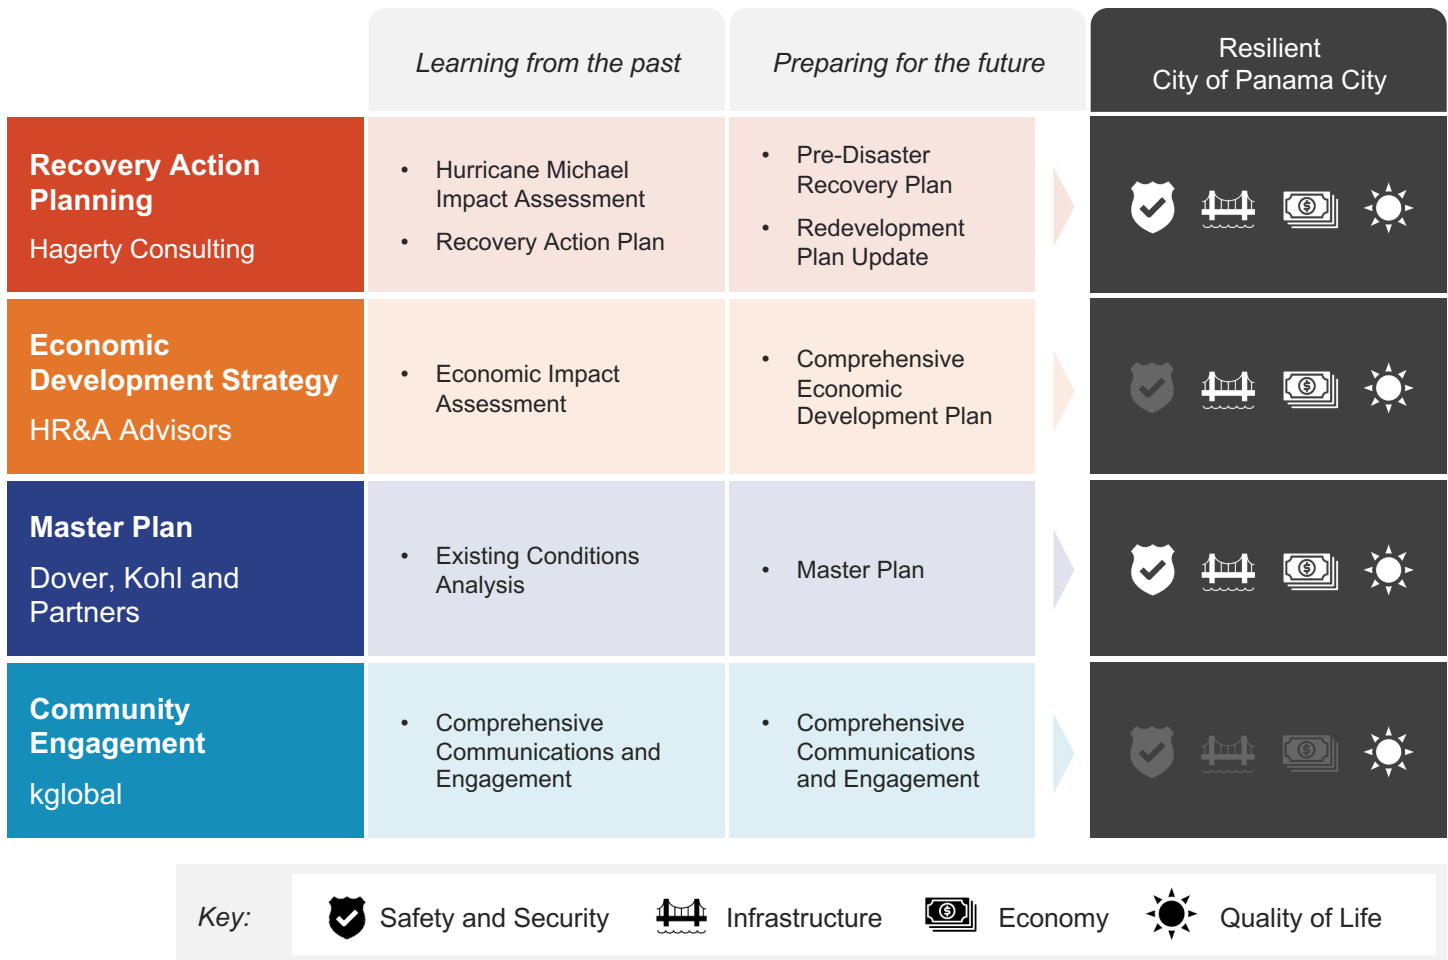 Learning from the past
Preparing for the future
Resilient
City of Panama City
Recovery Action
Planning
Hagerty Consulting
• Hurricane Michael
Impact Assessment
• Recovery Action Plan
• Pre-Disaster
Recovery Plan
• Redevelopment
Plan Update
Economic
Development Strategy
HR&A Advisors
• Economic Impact
Assessment
• Comprehensive
Economic
Development Plan
Master Plan
Dover, Kohl and
Partners
• Existing Conditions
Analysis
• Master Plan
Community
Engagement
kglobal
• Comprehensive
Communications and
Engagement
• Comprehensive
Communications
and Engagement
Key:
Safety and Security
Infrastructure
Economy
Quality of Life